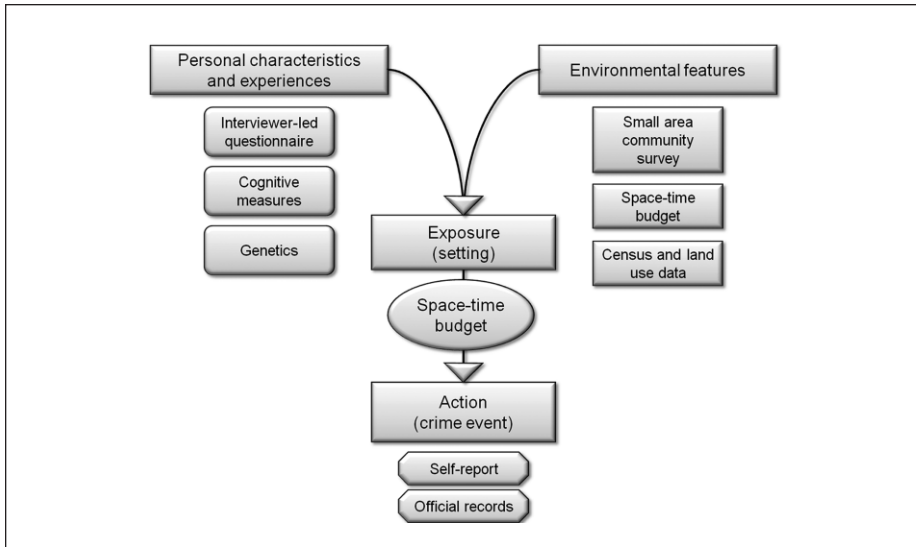 Personal characteristics
and experiences
Environmental features
Interviewer-led
questionnaire
Cognitive
measures
Genetics
Small area
community
survey
Space-time
budget
Census and land
use data
Exposure
(setting)
Space-time
budget
Action
(crime event)
Self-report
Official records